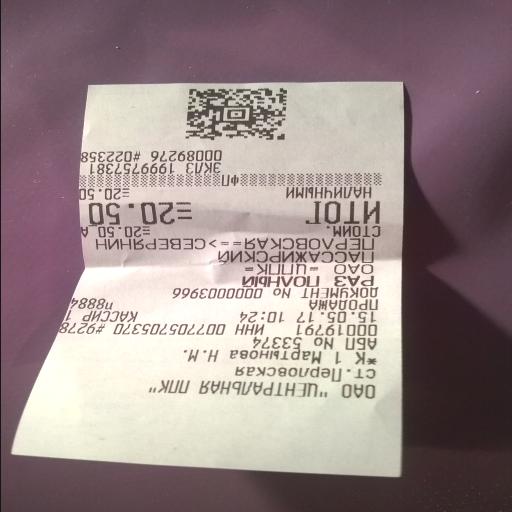 ОАО "ЦЕНТРАЛЬНАЯ ППК"
ст.Перловская
*К 1 Мартынова Н.М.
АБП No 53374
00019791 ИНН 007705705370 #9278
15.05.17 10:24 КАССИР 1
ПРОДАЖА п8884
ДОКУМЕНТ No 0000003966
РАЗ ПОЛНЫЙ
ОАО =ЦППК=
ПАССАЖИРСКИЙ
ПЕРЛОВСКАЯ ==>СЕВЕРЯНИН
СТОИМ. =20.50 А
ИТОГ =20.50
НАЛИЧНЫМИ =20.50
ФП
ЭКЛЗ 1999757381
00089276 #022358